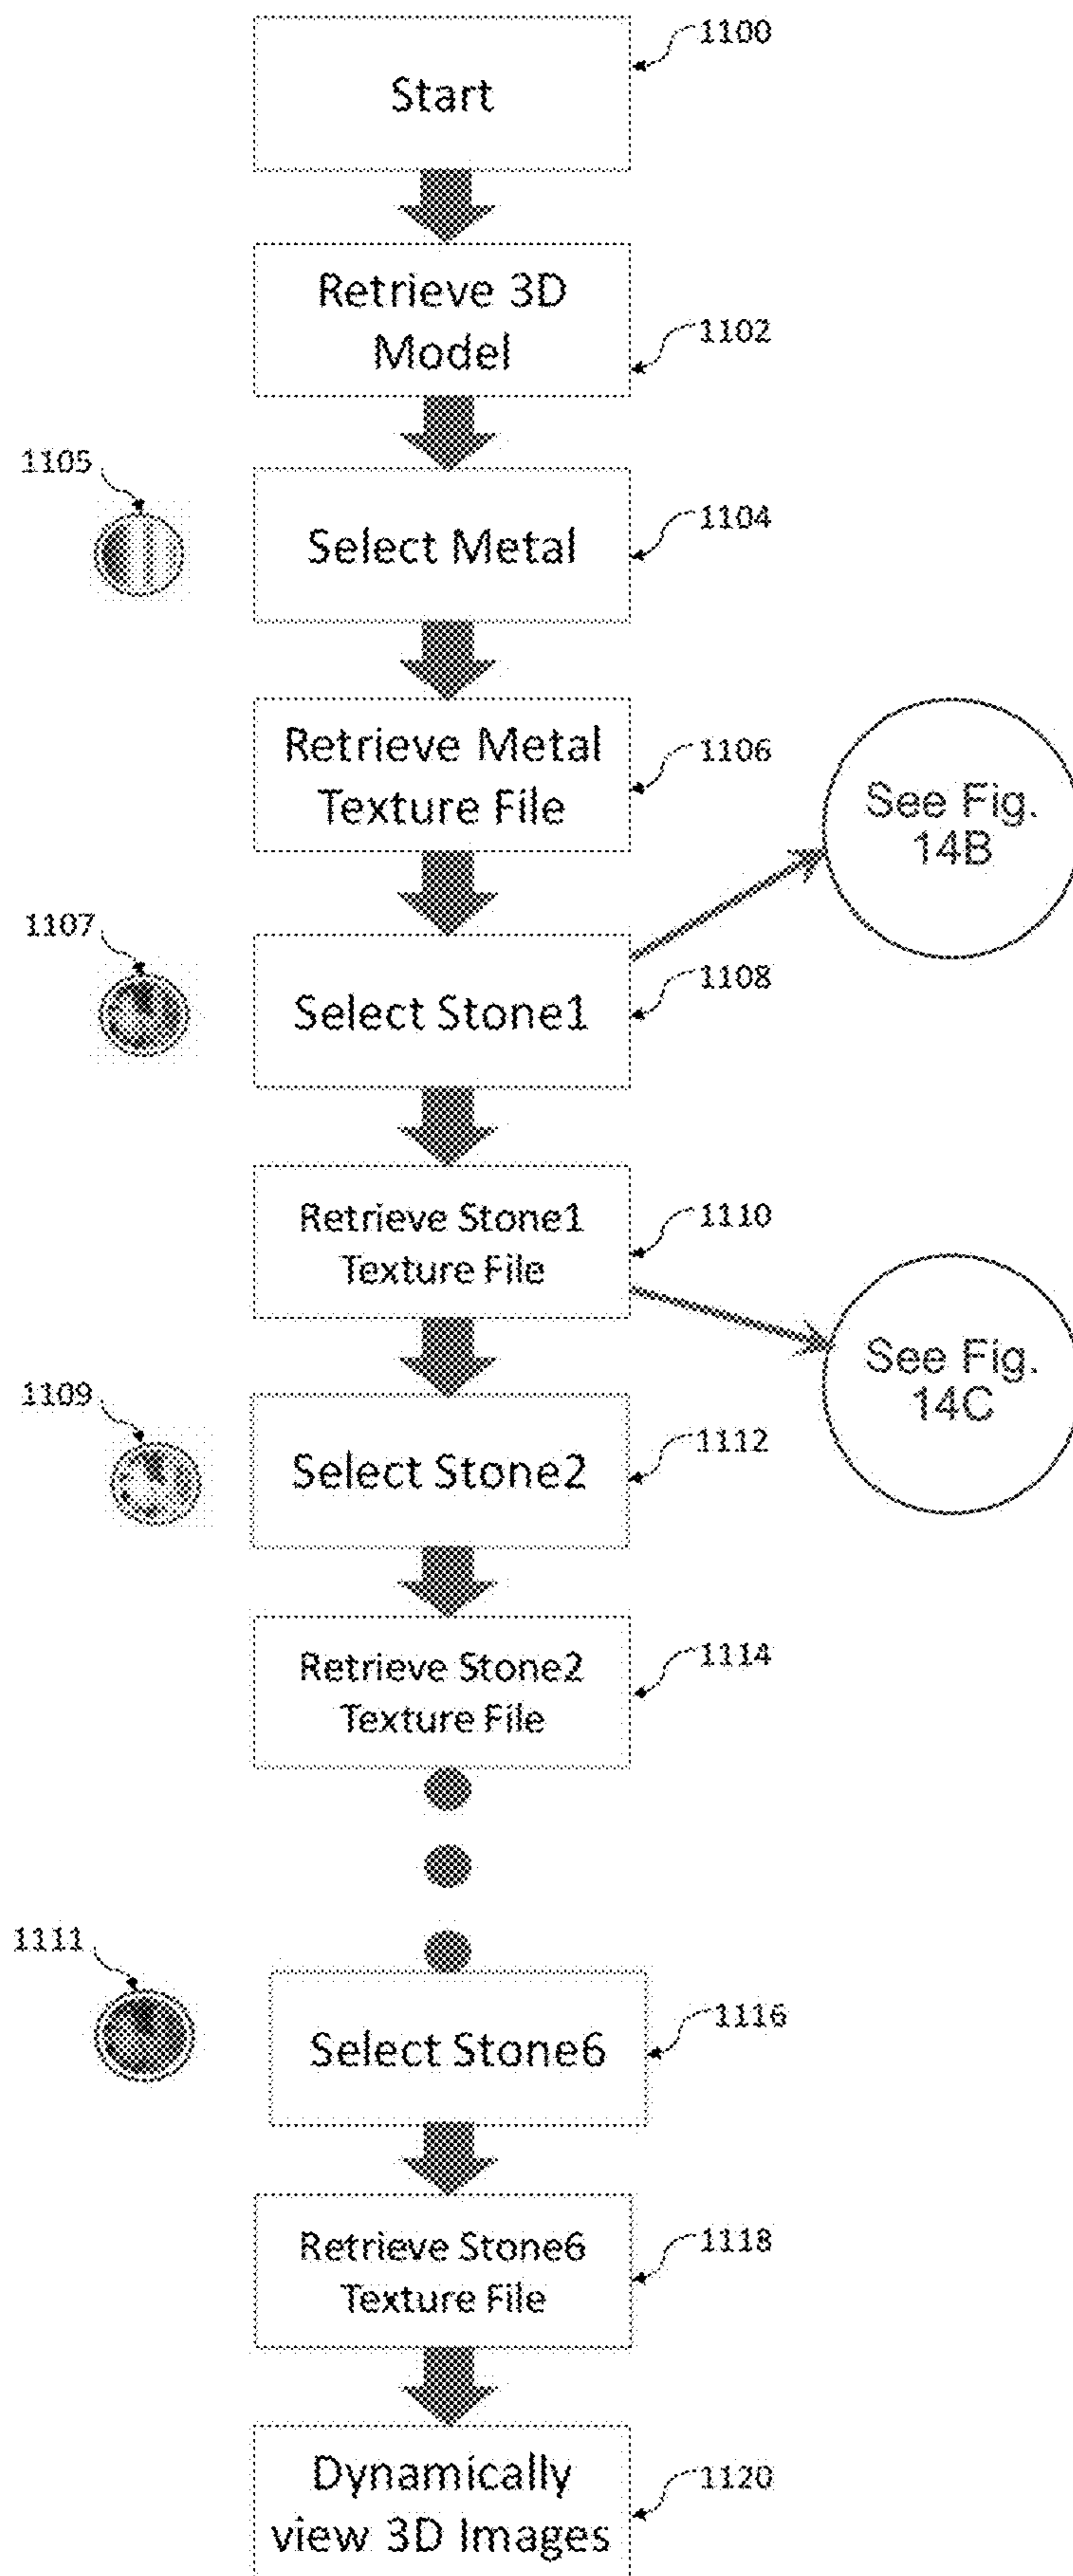 1100
Start
Retrieve 3D
Model
1102
1105
1104
Select Metal
Retrieve Metal
Texture File
1106
See Fig.
14B
1107
1108
Select Stone1
Retrieve Stone1
Texture File
1110
See Fig.
14C
1109
1112
Select Stone2
Retrieve Stone2
Texture File
1114
1111
1116
Select Stone6
Retrieve Stone6
Texture File
1118
Dynamically
view 3D Images
1120